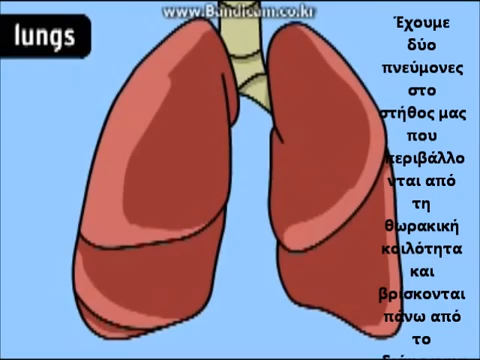 www.Bandicam.co.kr
lungs
Έχουμε
δύο
πνεύμονες
στο
στήθος μας
που
περιβάλλο
νται από
τη
θωρακική
κοιλότητα
και
βρίσκονται
πάνω από
το